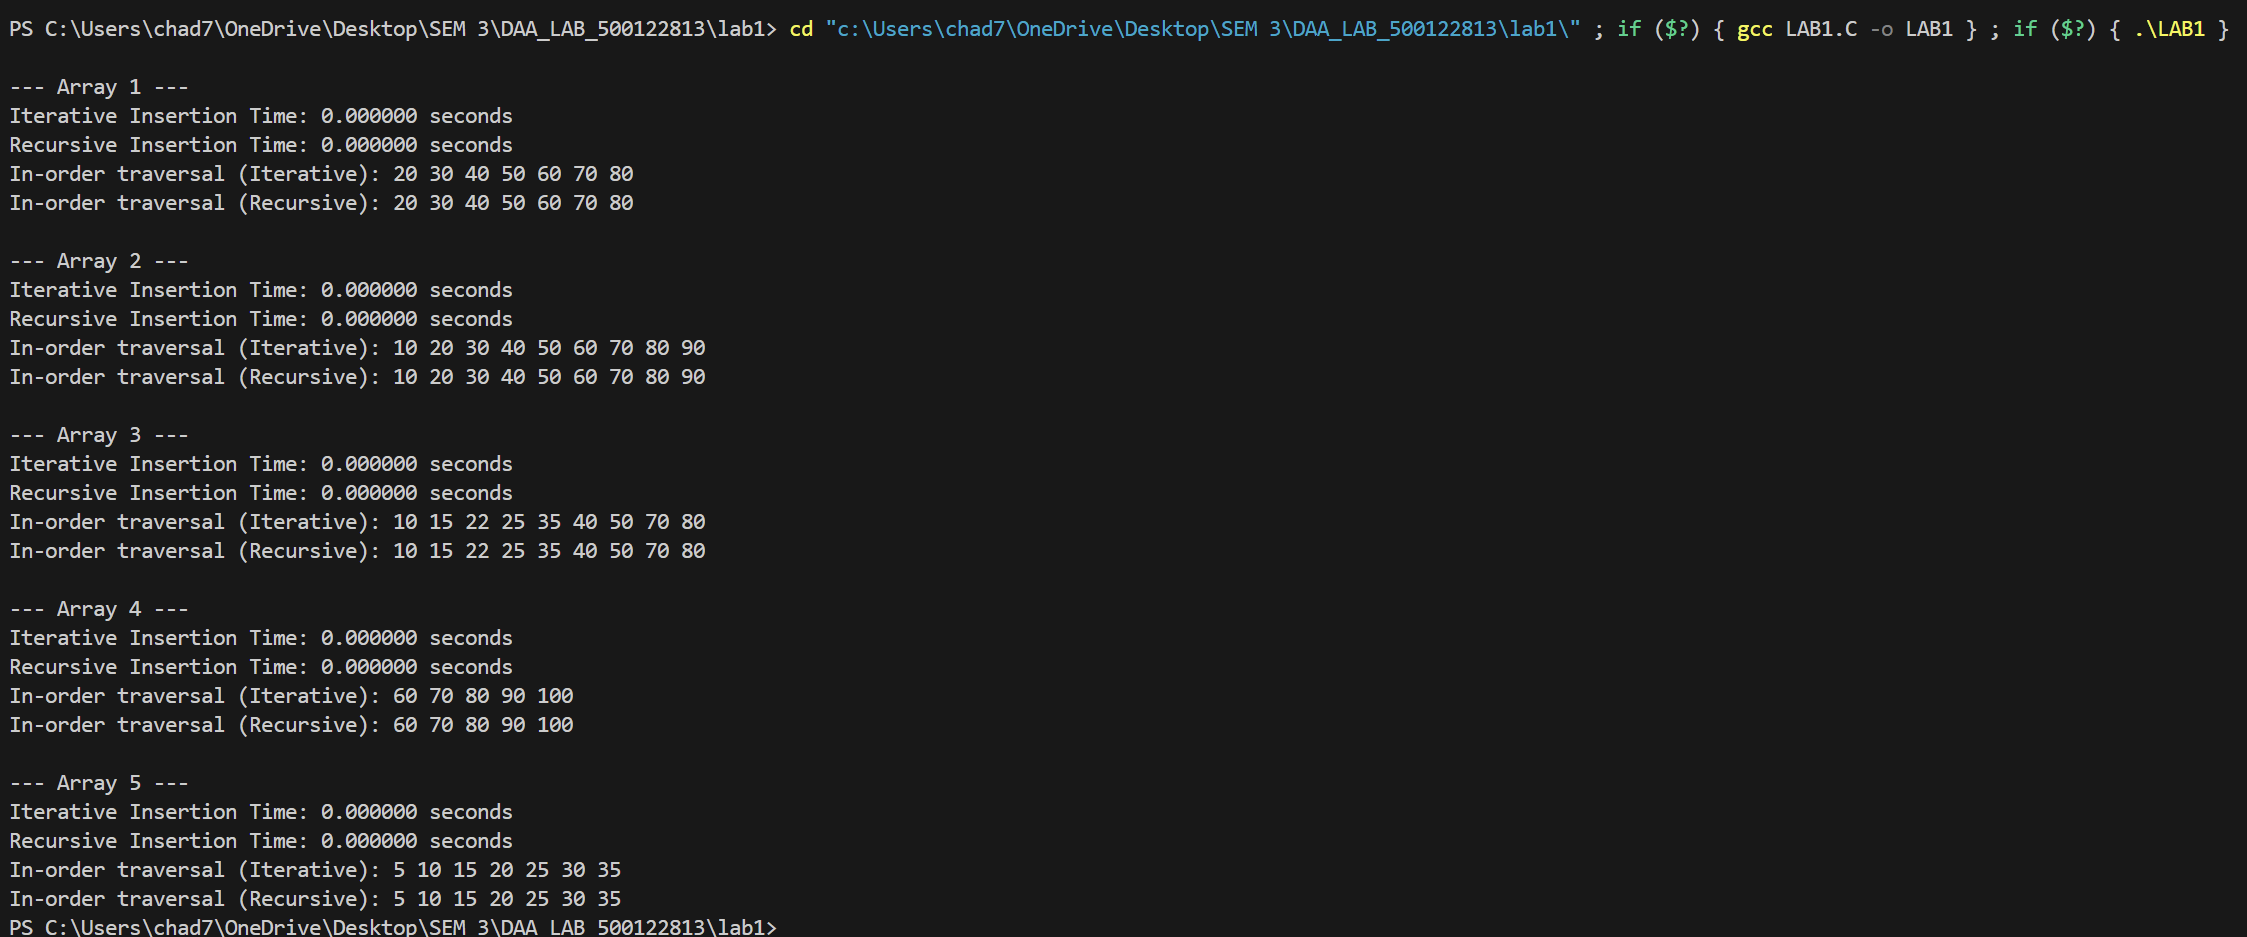 PS C:\Users\chad7\OneDrive\Desktop\SEM 3\DAA_LAB_500122813\lab1> cd "c:\Users\chad7\OneDrive\Desktop\SEM 3\DAA_LAB_500122813\lab1\" ; if ($?) { gcc LAB1.C -o LAB1 } ; if ($?) { .\LAB1 }
--- Array 1 ---
Iterative Insertion Time: 0.000000 seconds
Recursive Insertion Time: 0.000000 seconds
In-order traversal (Iterative): 20 30 40 50 60 70 80
In-order traversal (Recursive): 20 30 40 50 60 70 80
--- Array 2 ---
Iterative Insertion Time: 0.000000 seconds
Recursive Insertion Time: 0.000000 seconds
In-order traversal (Iterative): 10 20 30 40 50 60 70 80 90
In-order traversal (Recursive): 10 20 30 40 50 60 70 80 90
--- Array 3 ---
Iterative Insertion Time: 0.000000 seconds
Recursive Insertion Time: 0.000000 seconds
In-order traversal (Iterative): 10 15 22 25 35 40 50 70 80
In-order traversal (Recursive): 10 15 22 25 35 40 50 70 80
--- Array 4 ---
Iterative Insertion Time: 0.000000 seconds
Recursive Insertion Time: 0.000000 seconds
In-order traversal (Iterative): 60 70 80 90 100
In-order traversal (Recursive): 60 70 80 90 100
--- Array 5 ---
Iterative Insertion Time: 0.000000 seconds
Recursive Insertion Time: 0.000000 seconds
In-order traversal (Iterative): 5 10 15 20 25 30 35
In-order traversal (Recursive): 5 10 15 20 25 30 35
PS C:\Users\chad7\OneDrive\Desktop\SEM 3\DAA_LAB_500122813\lab1>